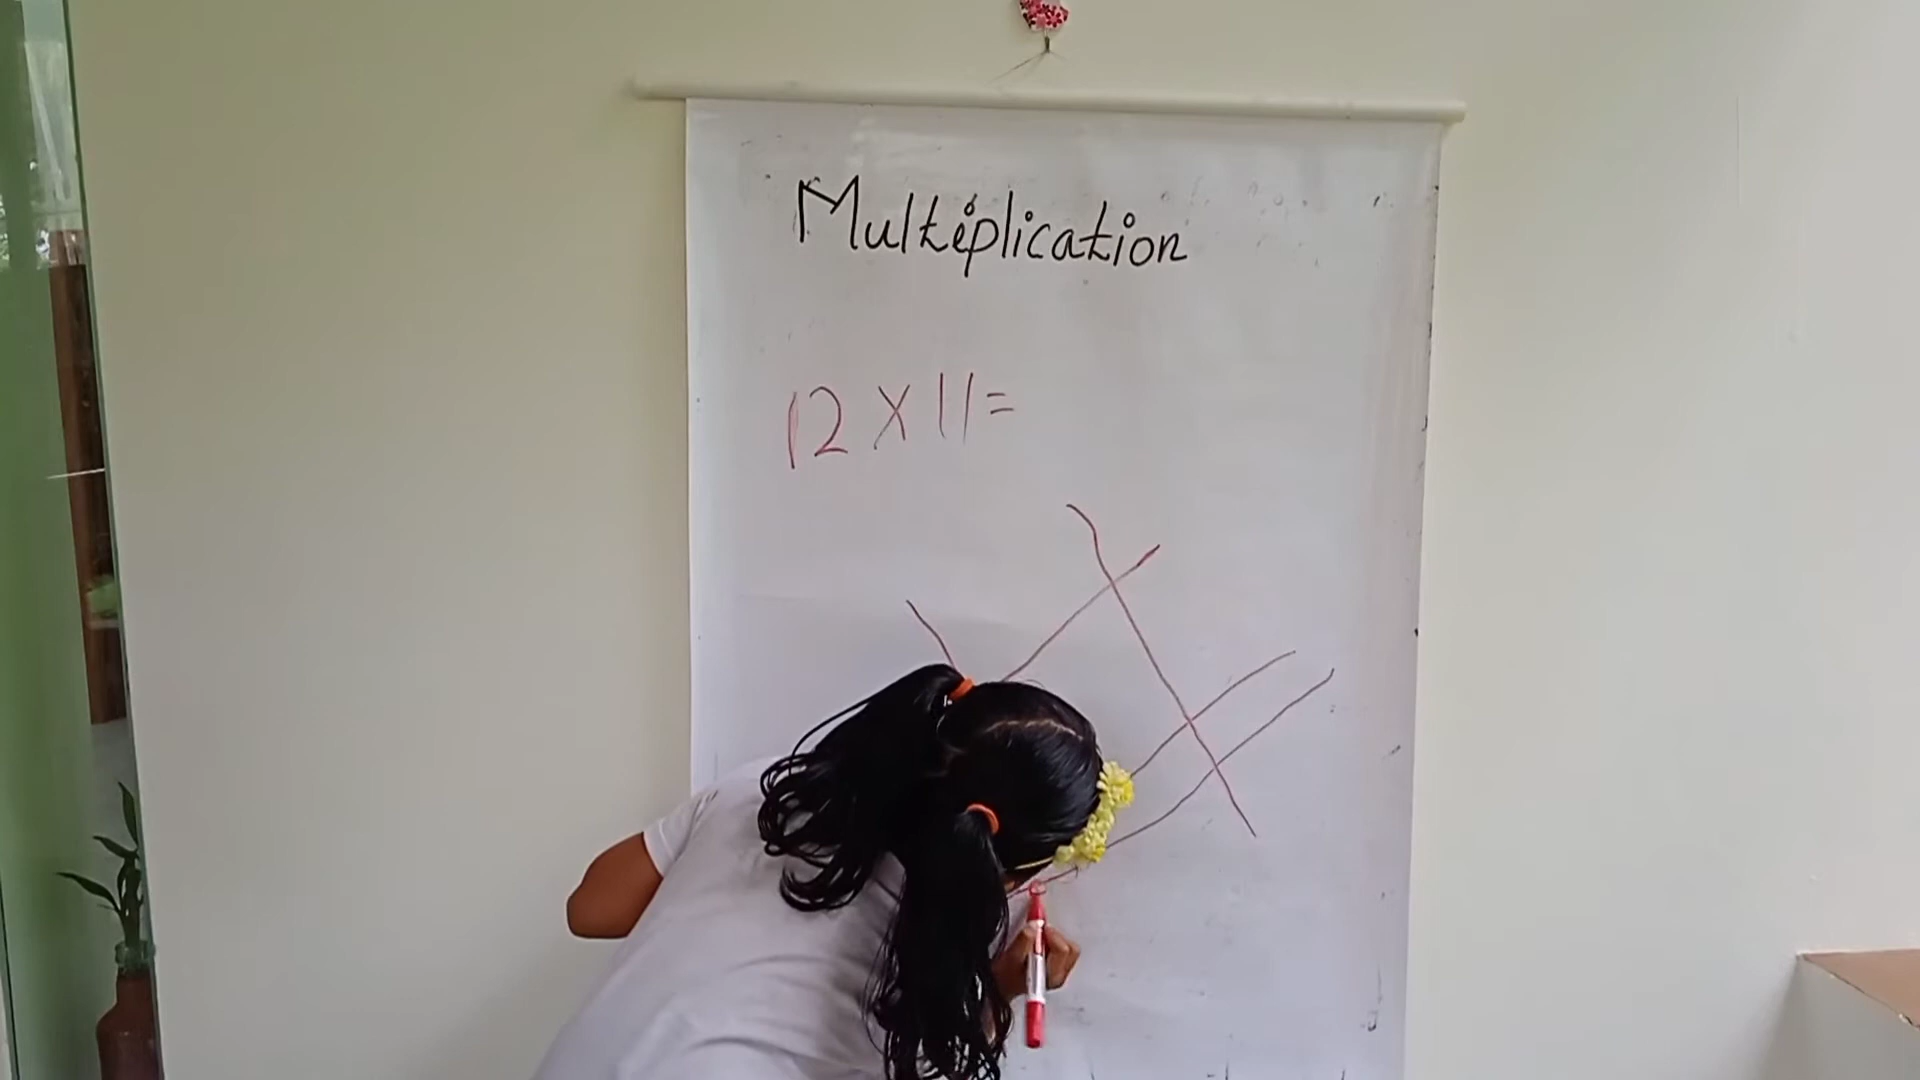 Multiplication
12 x 11 =